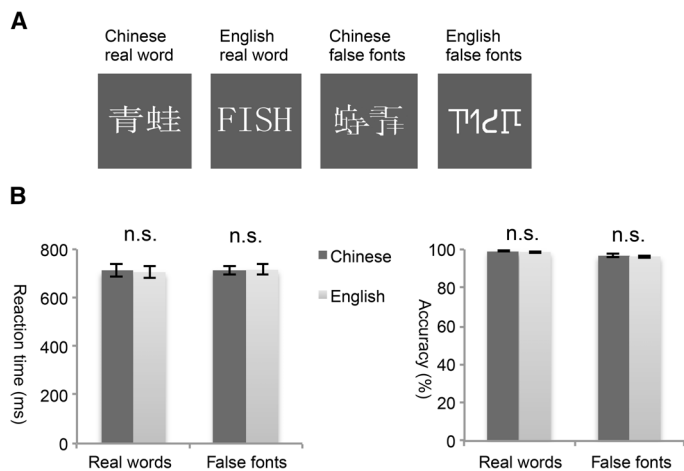 A
Chinese
real word
English
real word
Chinese
false fonts
English
false fonts
青蛙
FISH
B
n.s.
n.s.
800
600
400
200
0
Reaction time (ms)
Real words
False fonts
Chinese
English
n.s.
n.s.
100
80
60
40
20
0
Accuracy (%)
Real words
False fonts